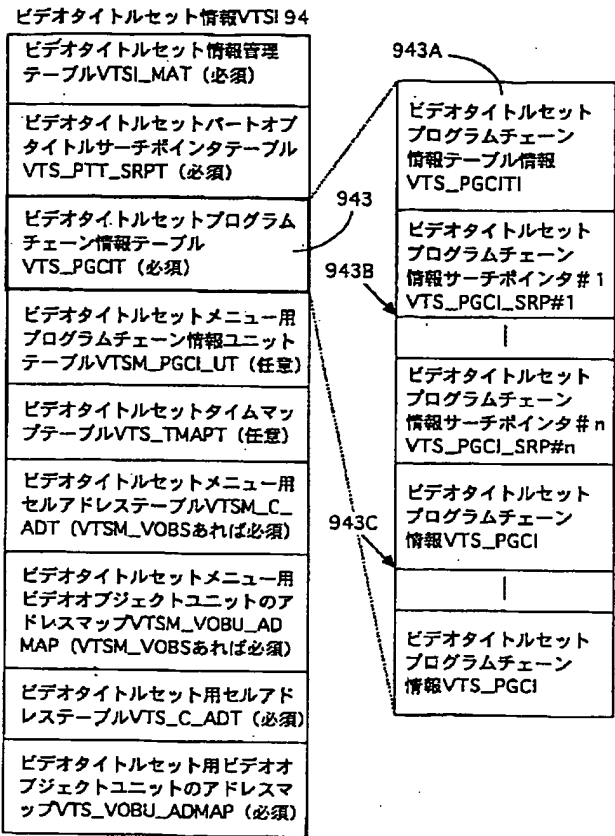 ビデオタイトルセット情報VTSI 94
ビデオタイトルセット情報管理
テーブルVTSI_MAT（必須）
ビデオタイトルセットパートオブ
タイトルサーチポインタテーブル
VTS_PTT_SRPT（必須）
ビデオタイトルセットプログラム
チェーン情報テーブル
VTS_PGCIT（必須）
ビデオタイトルセットメニュー用
プログラムチェーン情報ユニット
テーブルVTSM_PGCI_UT（任意）
ビデオタイトルセットタイムマッ
プテーブルVTS_TMAPT（任意）
ビデオタイトルセットメニュー用
セルアドレステーブルVTSM_C_
ADT（VTSM_VOBSあれば必須）
ビデオタイトルセットメニュー用
ビデオオブジェクトユニットのア
ドレスマップVTSM_VOBU_AD
MAP（VTSM_VOBSあれば必須）
ビデオタイトルセット用セルアド
レステーブルVTS_C_ADT（必須）
ビデオタイトルセット用ビデオオ
ブジェクトユニットのアドレスマ
ップVTS_VOBU_ADMAP（必須）
943
943A
ビデオタイトルセット
プログラムチェーン
情報テーブル情報
VTS_PGCITI
943B
ビデオタイトルセット
プログラムチェーン
情報サーチポインタ＃1
VTS_PGCI_SRP#1
ビデオタイトルセット
プログラムチェーン
情報サーチポインタ＃n
VTS_PGCI_SRP#n
943C
ビデオタイトルセット
プログラムチェーン
情報VTS_PGCI
ビデオタイトルセット
プログラムチェーン
情報VTS_PGCI